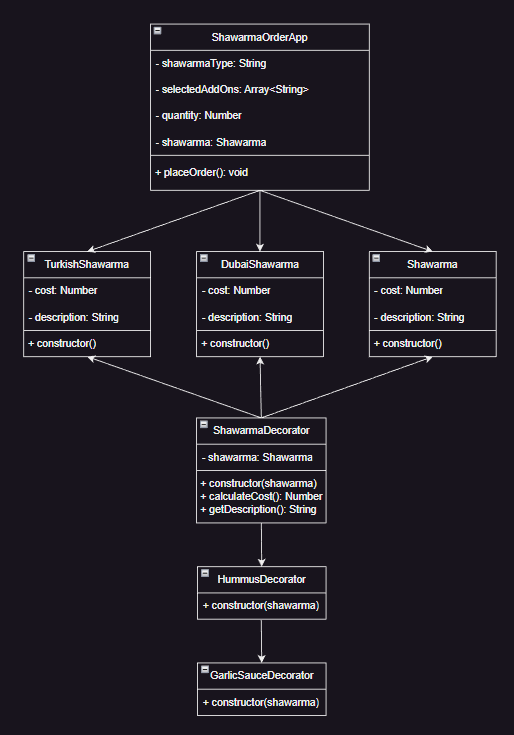 ShawarmaOrderApp
- shawarmaType: String
- selectedAddOns: Array<String>
- quantity: Number
- shawarma: Shawarma
+ placeOrder(): void
TurkishShawarma
- cost: Number
- description: String
+ constructor()
DubaiShawarma
- cost: Number
- description: String
+ constructor()
Shawarma
- cost: Number
- description: String
+ constructor()
ShawarmaDecorator
- shawarma: Shawarma
+ constructor(shawarma)
+ calculateCost(): Number
+ getDescription(): String
HummusDecorator
+ constructor(shawarma)
GarlicSauceDecorator
+ constructor(shawarma)